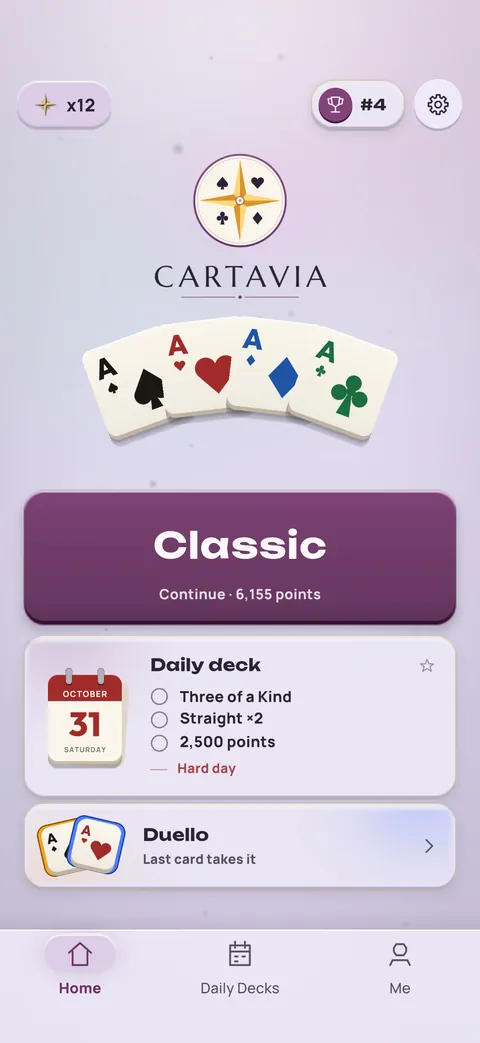 x12
#4
CARTAVIA
A
A
A
A
Classic
Continue · 6,155 points
Daily deck
OCTOBER
31
SATURDAY
Three of a Kind
Straight ×2
2,500 points
Hard day
A
A
Duello
Last card takes it
Home
Daily Decks
Me